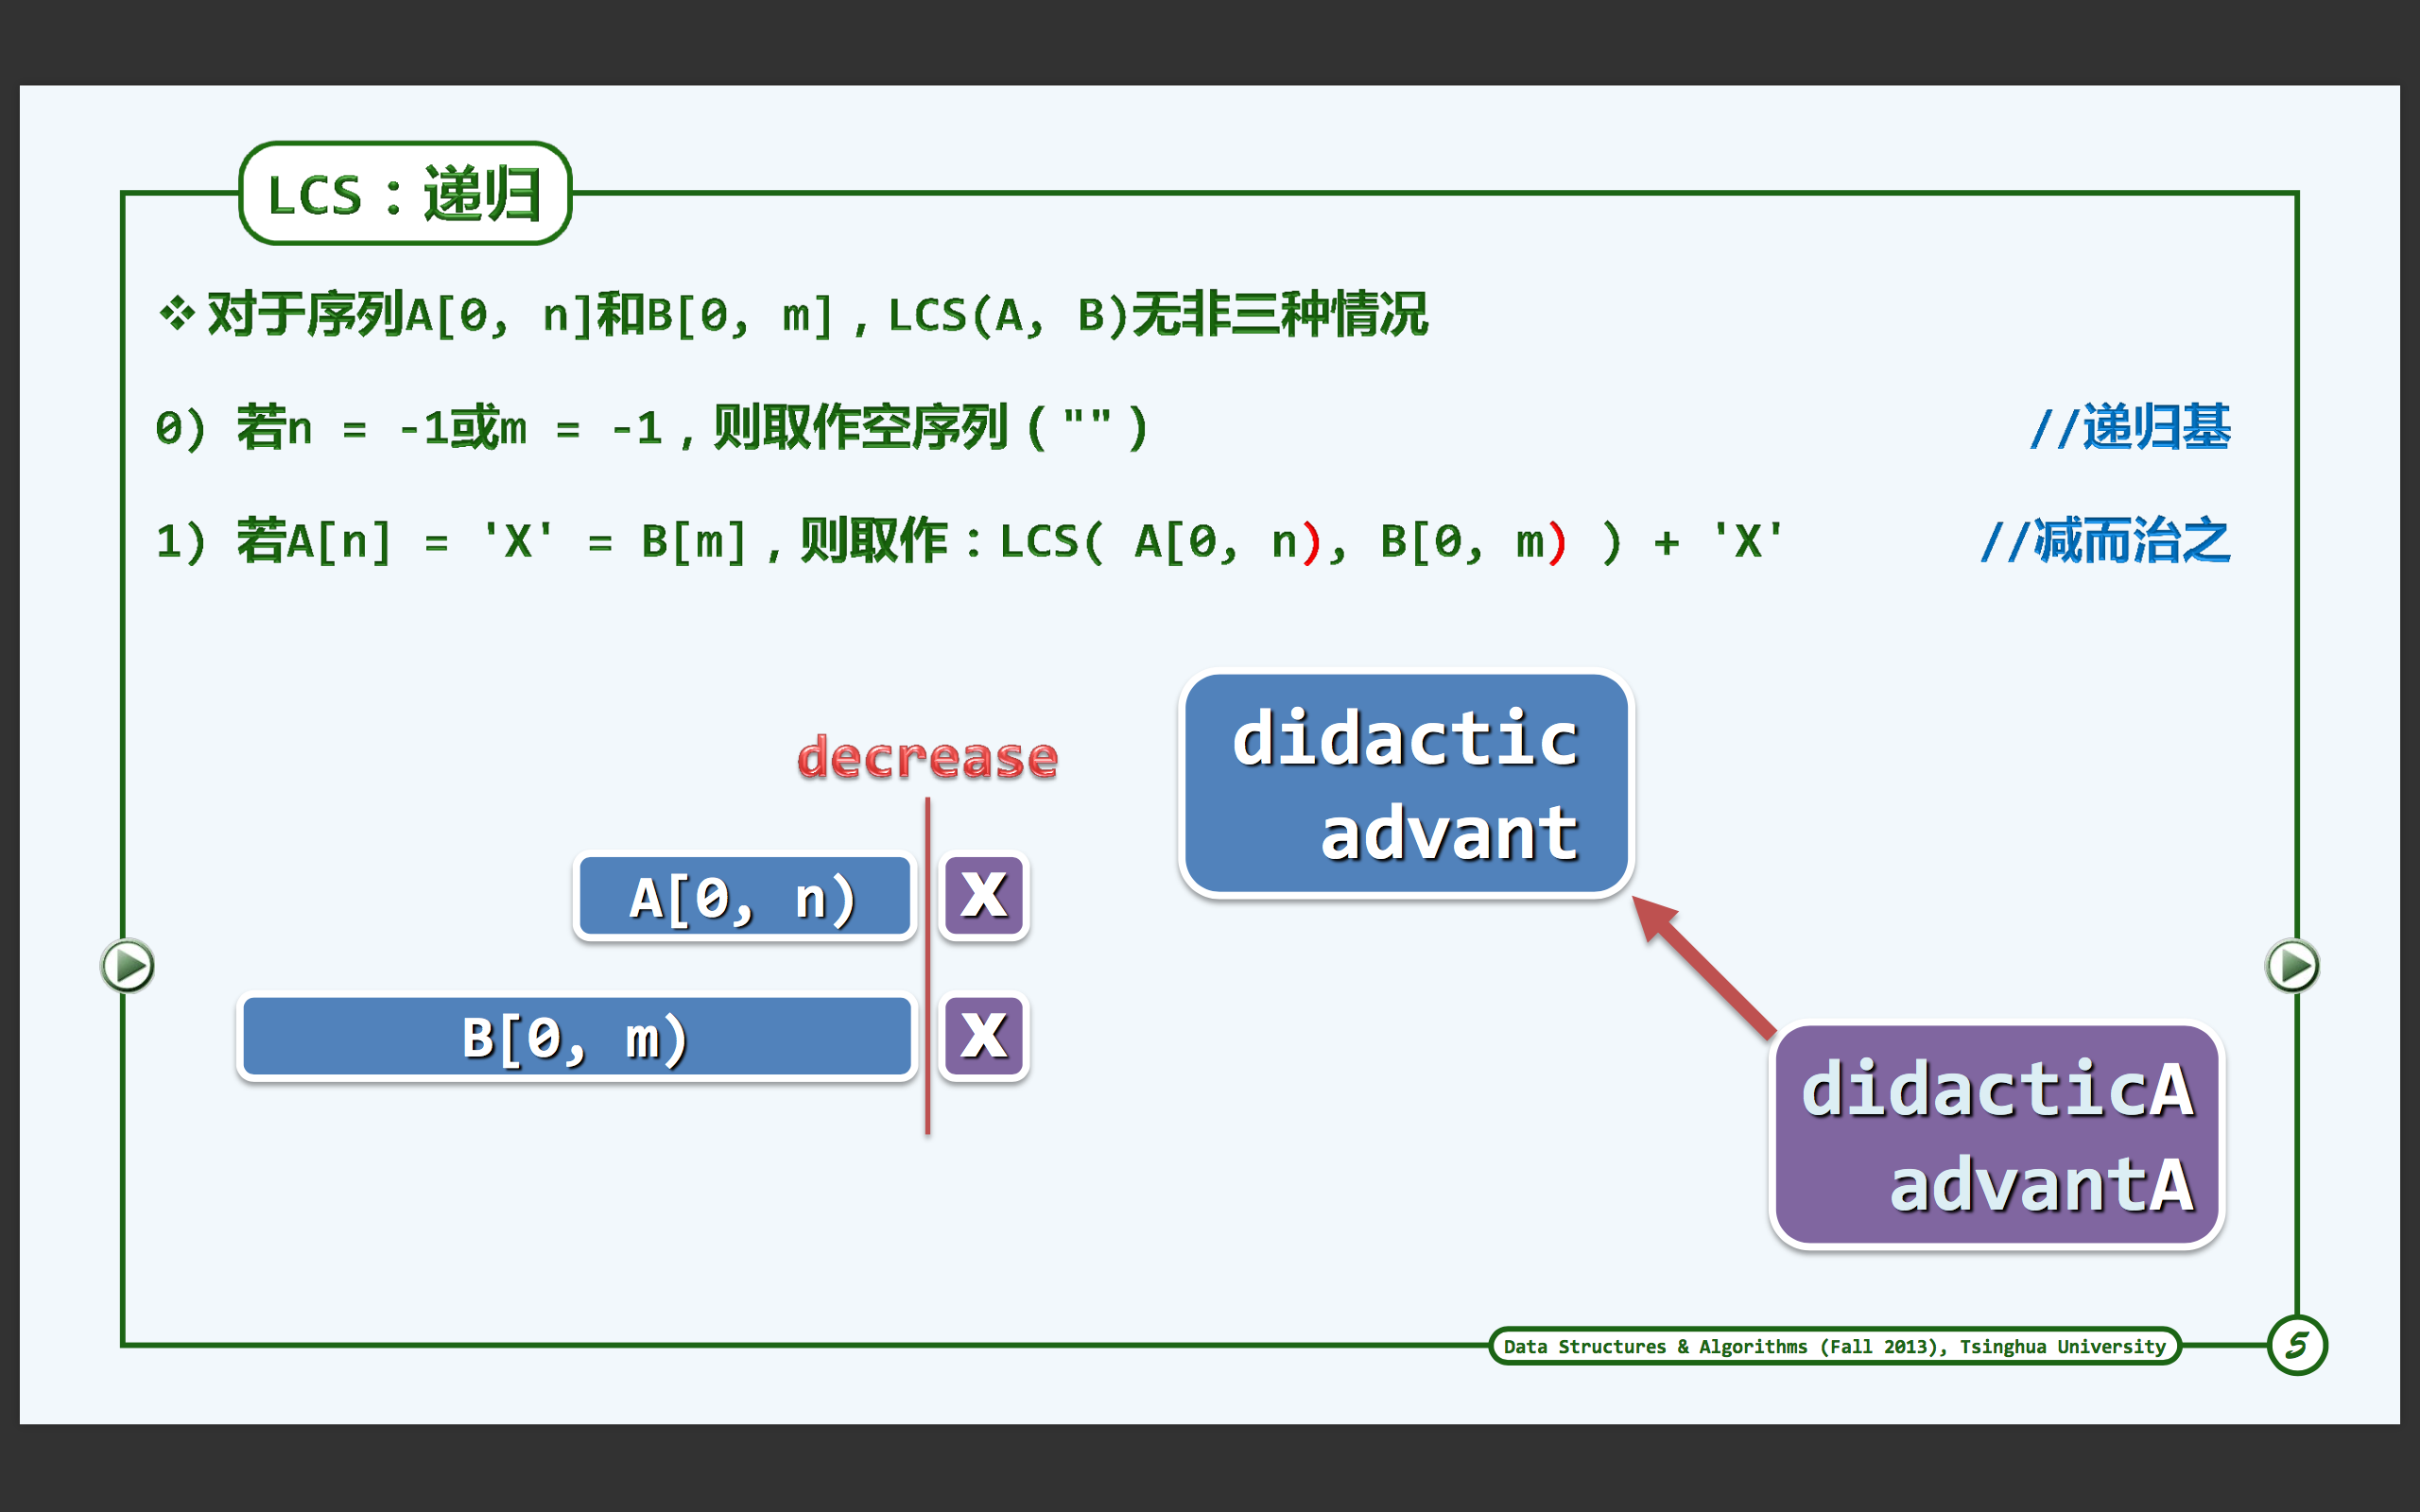 LCS：递归
❖对于序列A[0, n]和B[0, m]，LCS(A, B)无非三种情况
0) 若n = -1或m = -1，则取作空序列（""） //递归基
1) 若A[n] = 'X' = B[m]，则取作：LCS( A[0, n), B[0, m) ) + 'X' //减而治之
decrease
A[0, n) X
B[0, m) X
didactic
advant
didacticA
advantA
Data Structures & Algorithms (Fall 2013), Tsinghua University
5